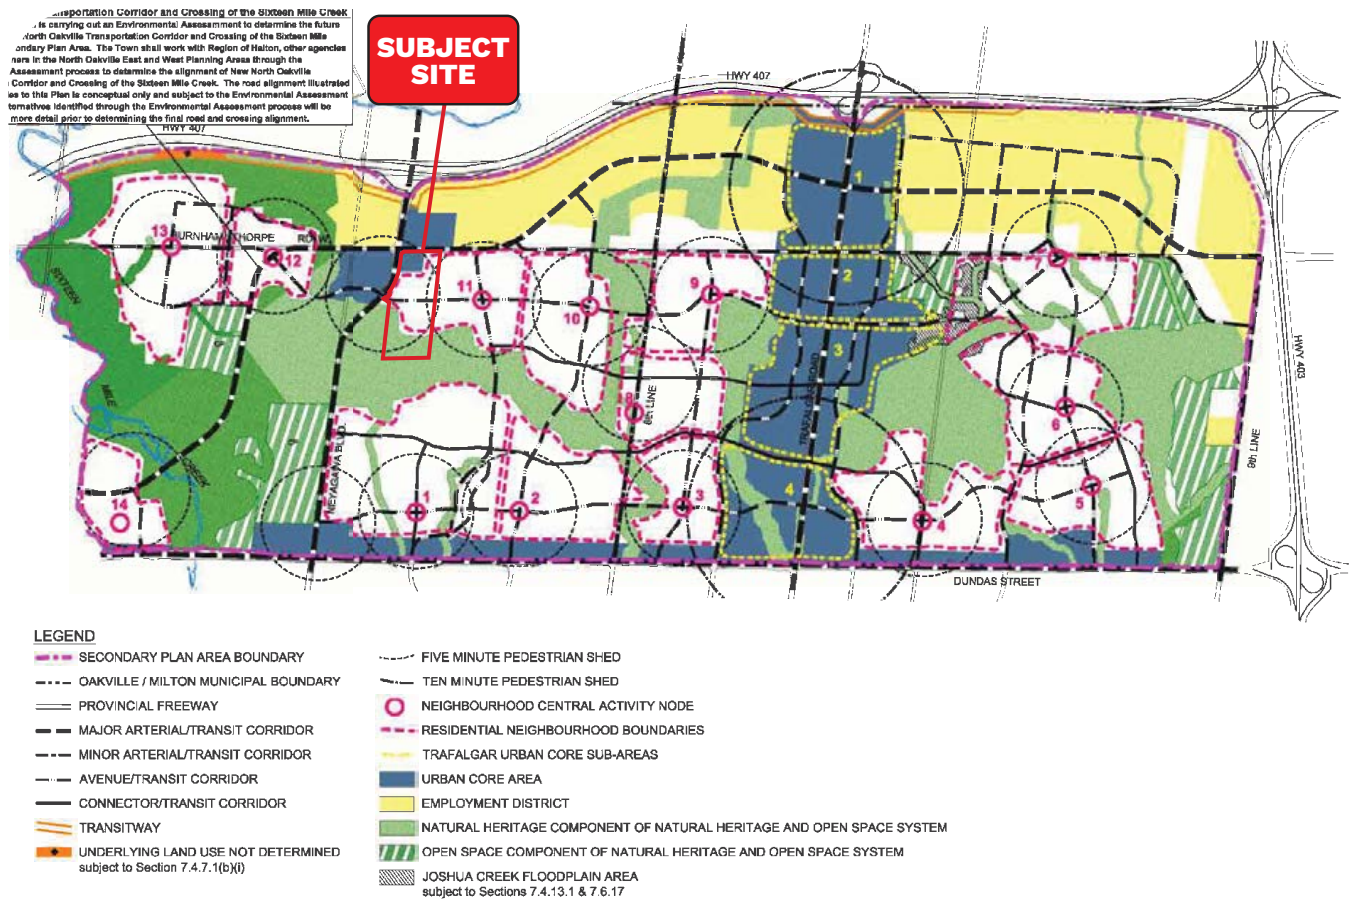 nsportation Corridor and Crossing of the Sixteen Mile Creek
is carrying out an Environmental Assessment to determine the future
North Oakville Transportation Corridor and Crossing of the Sixteen Mile
ondary Plan Area. The Town shall work with Region of Halton, other agencies
ners in the North Oakville East and West Planning Areas through the
Assessment process to determine the alignment of New North Oakville
Corridor and Crossing of the Sixteen Mile Creek. The road alignment illustrated
es to this Plan is conceptual only and subject to the Environmental Assessment
ternatives identified through the Environmental Assessment process will be
more detail prior to determining the final road and crossing alignment.
SUBJECT
SITE
HWY 407
HWY 407
1
13
URNHAMTHORPE
12
7
2
SIXTEEN
11
9
10
3
HWY 403
MILE
TRAFALGAR ROAD
8
6th LINE
6
NEYAGAWA BLVD.
9th LINE
CREEK
14
1
2
3
4
4
5
DUNDAS STREET
LEGEND
SECONDARY PLAN AREA BOUNDARY
OAKVILLE / MILTON MUNICIPAL BOUNDARY
PROVINCIAL FREEWAY
MAJOR ARTERIAL/TRANSIT CORRIDOR
MINOR ARTERIAL/TRANSIT CORRIDOR
AVENUE/TRANSIT CORRIDOR
CONNECTOR/TRANSIT CORRIDOR
TRANSITWAY
UNDERLYING LAND USE NOT DETERMINED
subject to Section 7.4.7.1(b)(i)
FIVE MINUTE PEDESTRIAN SHED
TEN MINUTE PEDESTRIAN SHED
NEIGHBOURHOOD CENTRAL ACTIVITY NODE
RESIDENTIAL NEIGHBOURHOOD BOUNDARIES
TRAFALGAR URBAN CORE SUB-AREAS
URBAN CORE AREA
EMPLOYMENT DISTRICT
NATURAL HERITAGE COMPONENT OF NATURAL HERITAGE AND OPEN SPACE SYSTEM
OPEN SPACE COMPONENT OF NATURAL HERITAGE AND OPEN SPACE SYSTEM
JOSHUA CREEK FLOODPLAIN AREA
subject to Sections 7.4.13.1 & 7.6.17